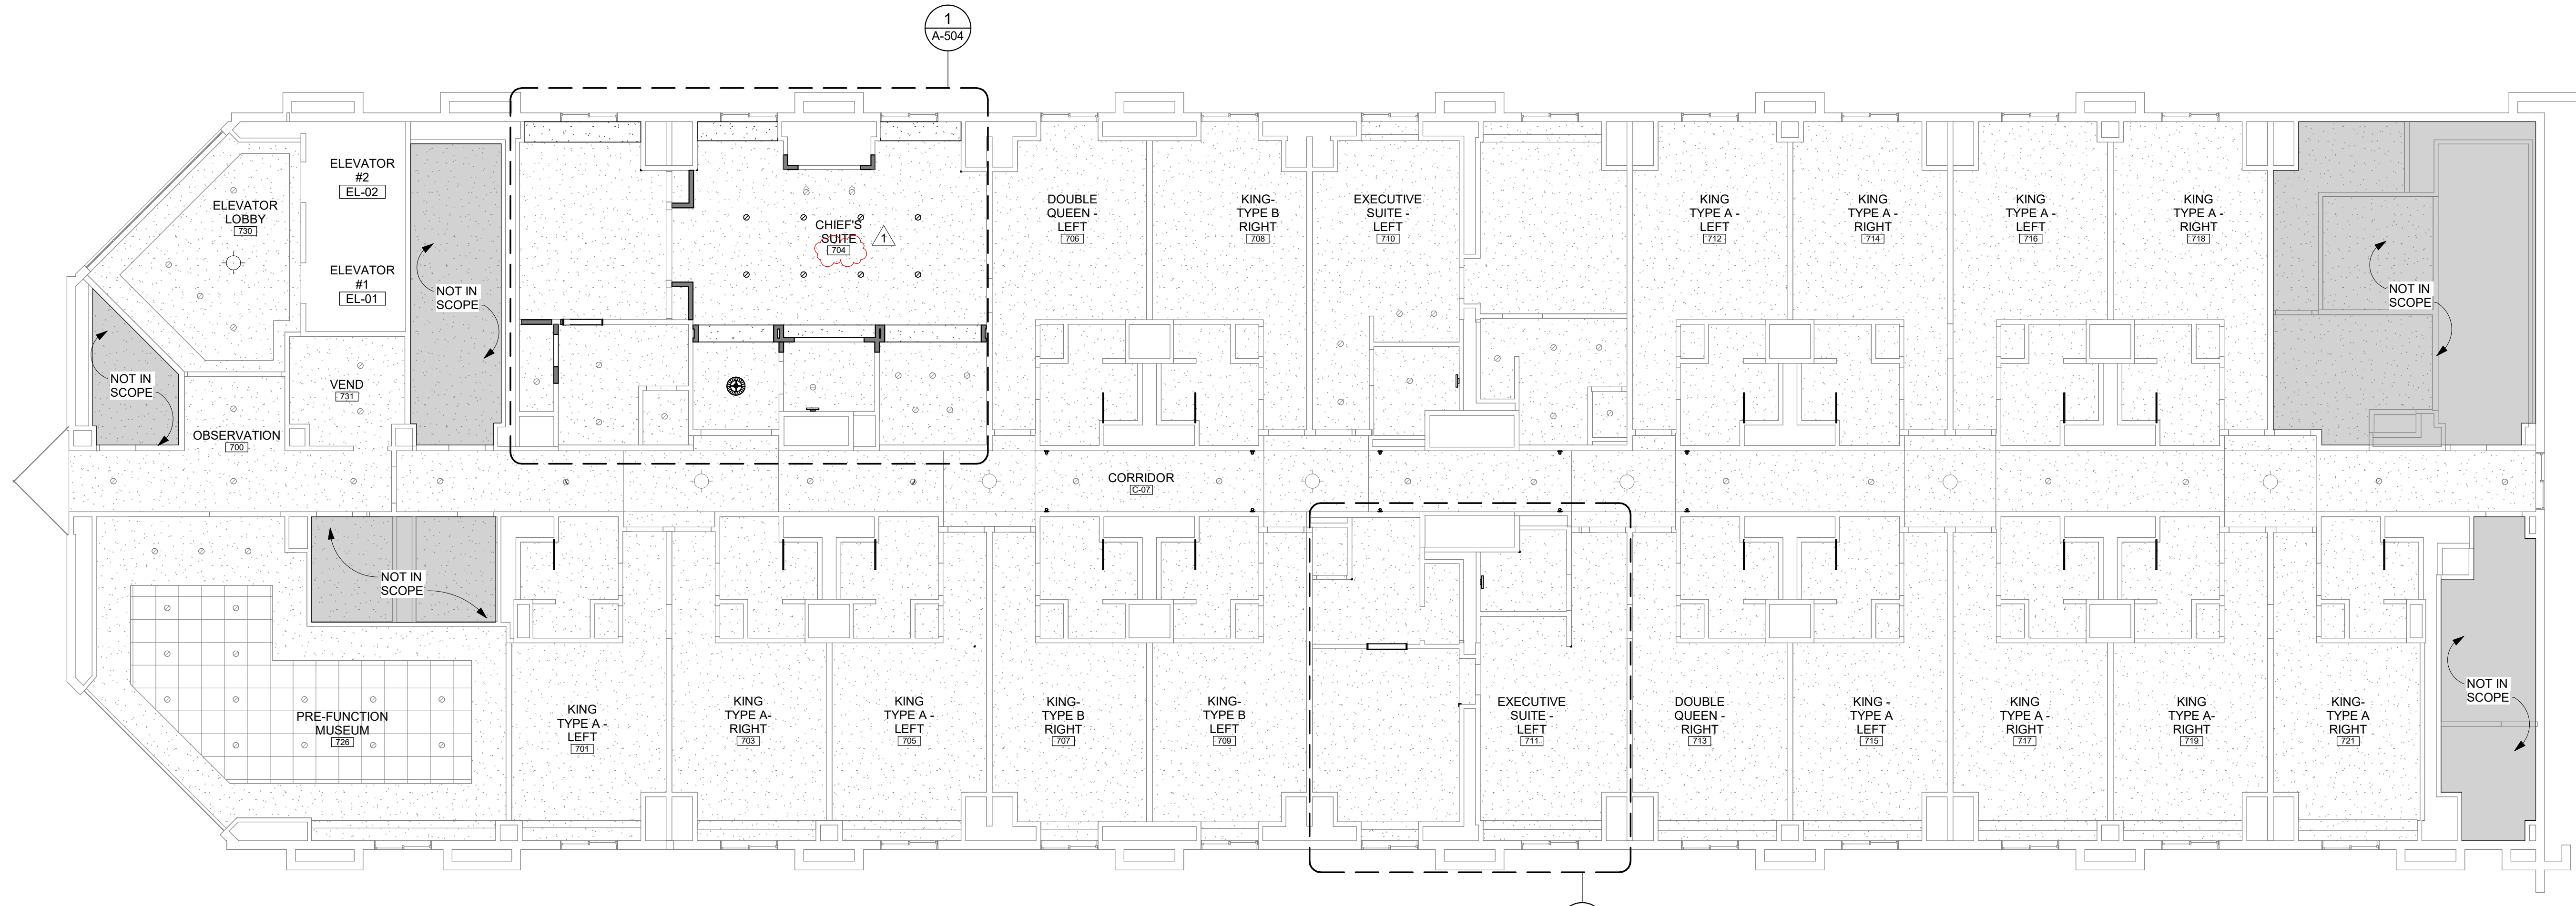 1
A-504
ELEVATOR
#2
EL-02
ELEVATOR
LOBBY
730
ELEVATOR
#1
EL-01
NOT IN
SCOPE
CHIEF'S
SUITE
704
1
DOUBLE
QUEEN -
LEFT
706
KING-
TYPE B
RIGHT
708
EXECUTIVE
SUITE -
LEFT
710
KING
TYPE A -
LEFT
712
KING
TYPE A -
RIGHT
714
KING
TYPE A -
LEFT
716
KING
TYPE A -
RIGHT
718
NOT IN
SCOPE
NOT IN
SCOPE
VEND
731
OBSERVATION
700
CORRIDOR
C-07
NOT IN
SCOPE
PRE-FUNCTION
MUSEUM
726
KING
TYPE A -
LEFT
701
KING
TYPE A-
RIGHT
703
KING
TYPE A -
LEFT
705
KING-
TYPE B
RIGHT
707
KING-
TYPE B
LEFT
709
EXECUTIVE
SUITE -
LEFT
711
DOUBLE
QUEEN -
RIGHT
713
KING -
TYPE A
LEFT
715
KING
TYPE A -
RIGHT
717
KING
TYPE A-
RIGHT
719
KING-
TYPE A
RIGHT
721
NOT IN
SCOPE